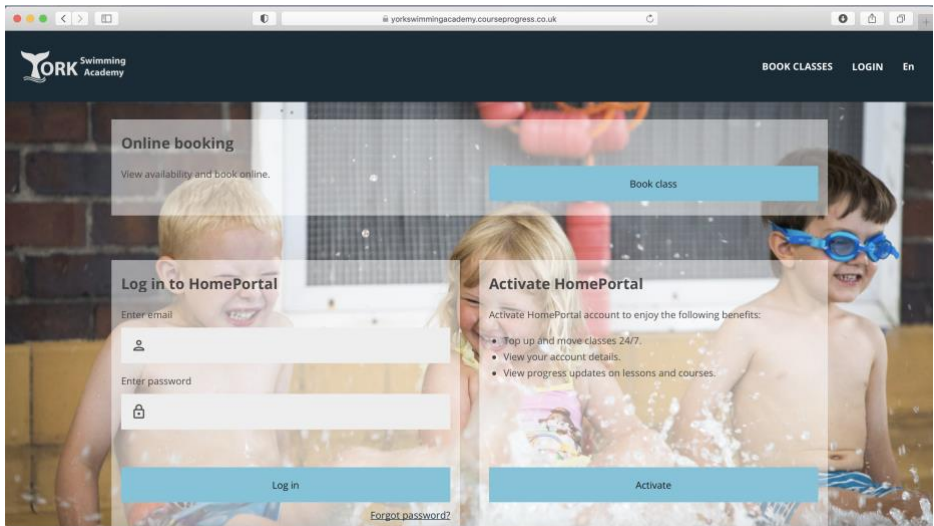 yorkswimmingacademy.courseprogress.co.uk
YORK Swimming Academy
BOOK CLASSES LOGIN En
Online booking
View availability and book online.
Book class
Log in to HomePortal
Enter email
Enter password
Log in
Forgot password?
Activate HomePortal
Activate HomePortal account to enjoy the following benefits:
Top up and move classes 24/7.
View your account details.
View progress updates on lessons and courses.
Activate